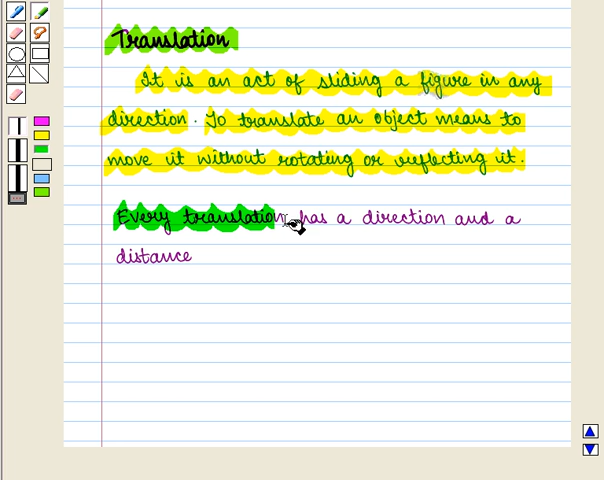 Translation
It is an act of sliding a figure in any
direction. To translate an object means to
move it without rotating or reflecting it.
Every translation has a direction and a
distance